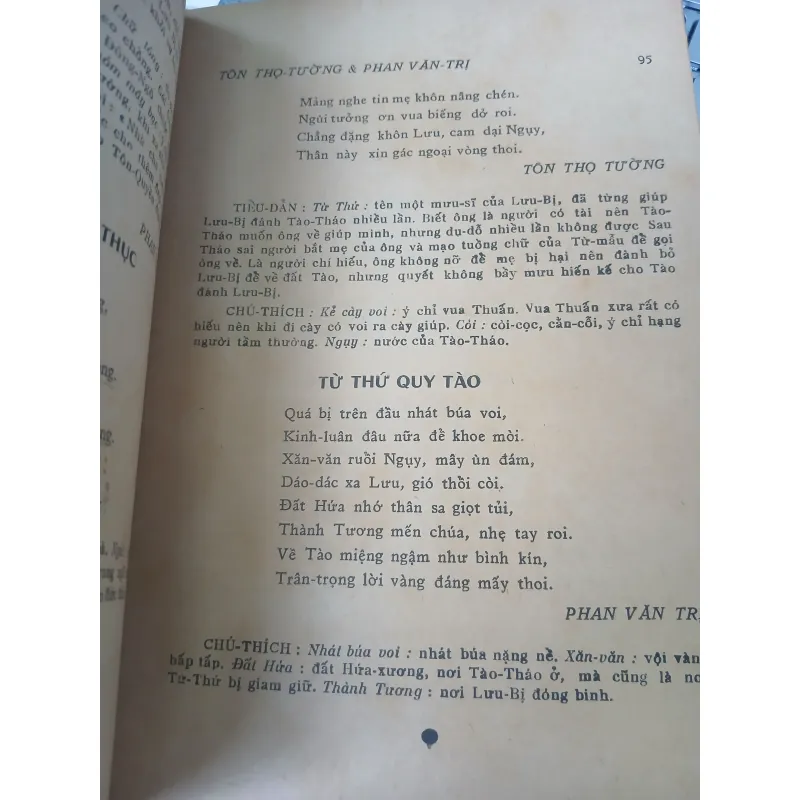 TÔN THỌ-TƯỜNG & PHAN VĂN-TRỊ 95
Mảng nghe tin mẹ khôn nâng chén.
Ngùi tưởng ơn vua biếng dở roi.
Chẳng đặng khôn Lưu, cam dại Ngụy,
Thân này xin gác ngoại vòng thoi.
TÔN THỌ TƯỜNG
TIỂU-DẪN : Từ Thứ : tên một mưu-sĩ của Lưu-Bị, đã từng giúp
Lưu-Bị đánh Tào-Tháo nhiều lần. Biết ông là người có tài nên Tào-
Tháo muốn ông về giúp mình, nhưng dụ-dỗ nhiều lần không được Sau
Tháo sai người bắt mẹ của ông và mạo tuồng chữ của Từ-mẫu để gọi
ông về. Là người chí hiếu, ông không nỡ để mẹ bị hại nên đành bỏ
Lưu-Bị để về đất Tào, nhưng quyết không bầy mưu hiến kế cho Tào
đánh Lưu-Bị.
CHÚ-THÍCH : Kẻ cày voi : ý chỉ vua Thuấn. Vua Thuấn xưa rất có
hiếu nên khi đi cày có voi ra cày giúp. Còi : còi-cọc, cằn-cỗi, ý chỉ hạng
người tầm thường. Ngụy : nước của Tào-Tháo.
TỪ THỨ QUY TÀO
Quá bị trên đầu nhát búa voi,
Kinh-luân đâu nữa để khoe mòi.
Xăn-văn ruồi Ngụy, mây ùn đám,
Dáo-dác xa Lưu, gió thổi còi.
Đất Hứa nhớ thân sa giọt tủi,
Thành Tương mến chúa, nhẹ tay roi.
Về Tào miệng ngậm như bình kín,
Trân-trọng lời vàng đáng mấy thoi.
PHAN VĂN TR
CHÚ-THÍCH : Nhát búa voi : nhát búa nặng nề. Xăn-văn : vội vàn
hấp tấp. Đất Hứa : đất Hứa-xương, nơi Tào-Tháo ở, mà cũng là nơ
Từ-Thứ bị giam giữ. Thành Tương : nơi Lưu-Bị đóng binh.